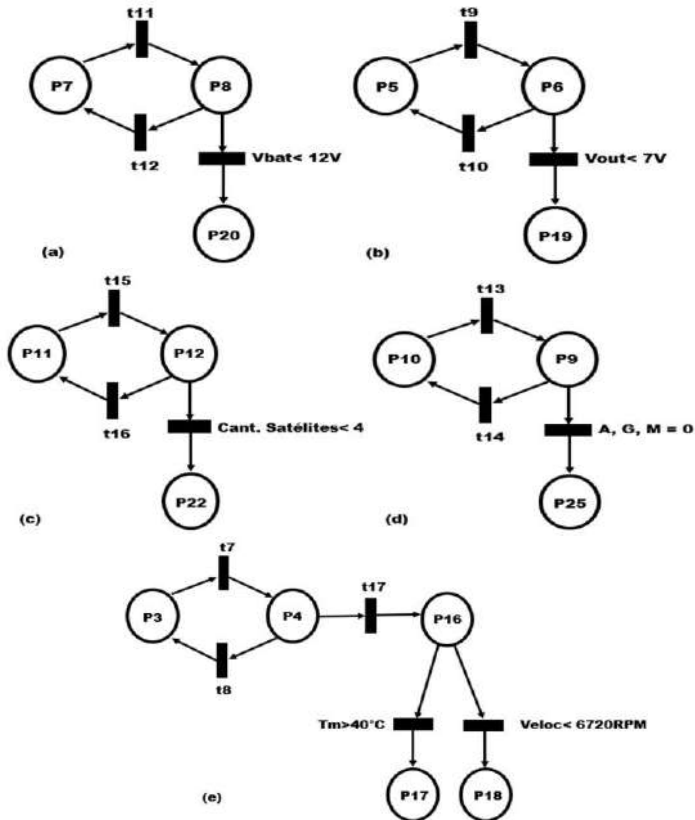 t11
P7
P8
t12
Vbat< 12V
P20
(a)
t9
P5
P6
t10
Vout< 7V
P19
(b)
t15
P11
P12
t16
Cant. Satélites< 4
P22
(c)
t13
P10
P9
t14
A, G, M = 0
P25
(d)
t7
P3
P4
t17
P16
t8
Tm>40°C
Veloc< 6720RPM
P17
P18
(e)